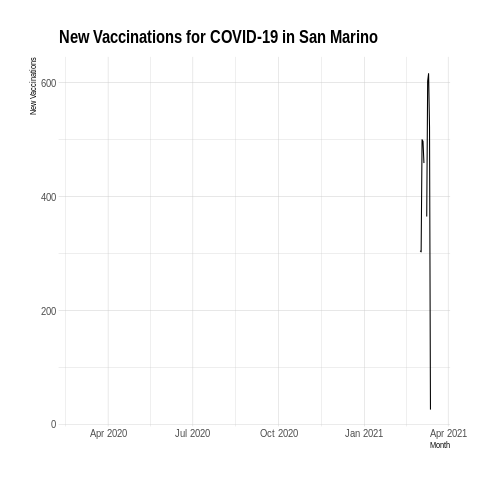 New Vaccinations for COVID-19 in San Marino
New Vaccinations
600
400
200
0
Apr 2020 Jul 2020 Oct 2020 Jan 2021 Apr 2021
Month